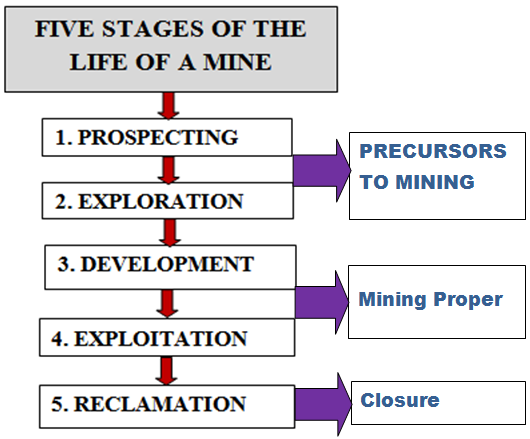 FIVE STAGES OF THE
LIFE OF A MINE
1. PROSPECTING
PRECURSORS
TO MINING
2. EXPLORATION
3. DEVELOPMENT
Mining Proper
4. EXPLOITATION
5. RECLAMATION
Closure